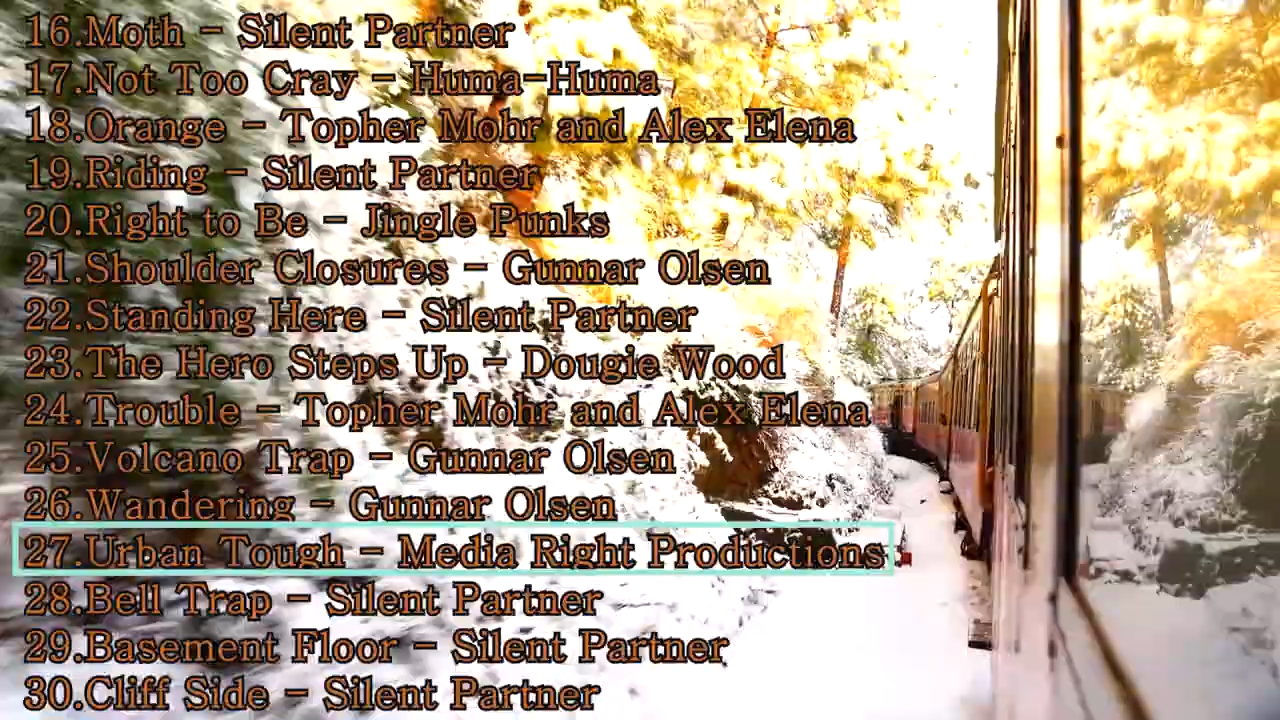 16.Moth - Silent Partner
17.Not Too Cray - Huma-Huma
18.Orange - Topher Mohr and Alex Elena
19.Riding - Silent Partner
20.Right to Be - Jingle Punks
21.Shoulder Closures - Gunnar Olsen
22.Standing Here - Silent Partner
23.The Hero Steps Up - Dougie Wood
24.Trouble - Topher Mohr and Alex Elena
25.Volcano Trap - Gunnar Olsen
26.Wandering - Gunnar Olsen
27.Urban Tough - Media Right Productions
28.Bell Trap - Silent Partner
29.Basement Floor - Silent Partner
30.Cliff Side - Silent Partner